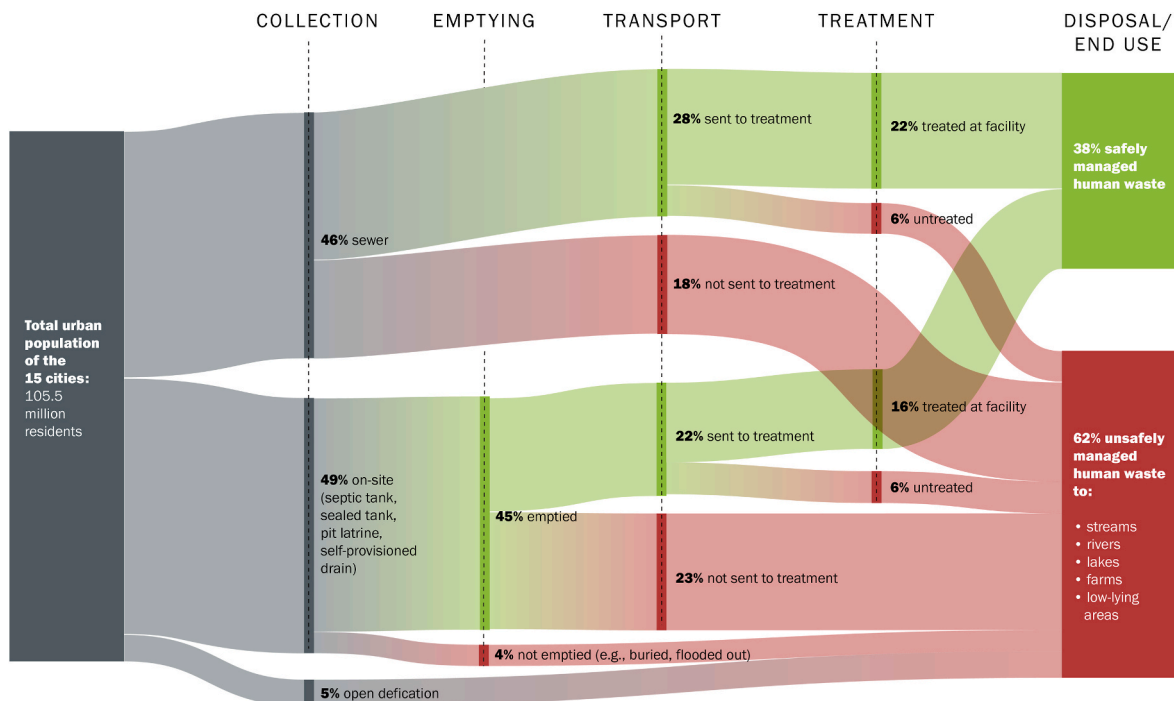 COLLECTION
EMPTYING
TRANSPORT
TREATMENT
DISPOSAL/
END USE
Total urban
population
of the
15 cities:
105.5
million
residents
46% sewer
49% on-site
(septic tank,
sealed tank,
pit latrine,
self-provisioned
drain)
5% open defication
45% emptied
4% not emptied (e.g., buried, flooded out)
28% sent to treatment
18% not sent to treatment
22% sent to treatment
23% not sent to treatment
22% treated at facility
6% untreated
16% treated at facility
6% untreated
38% safely
managed
human waste
62% unsafely
managed
human waste
to:
• streams
• rivers
• lakes
• farms
• low-lying
areas